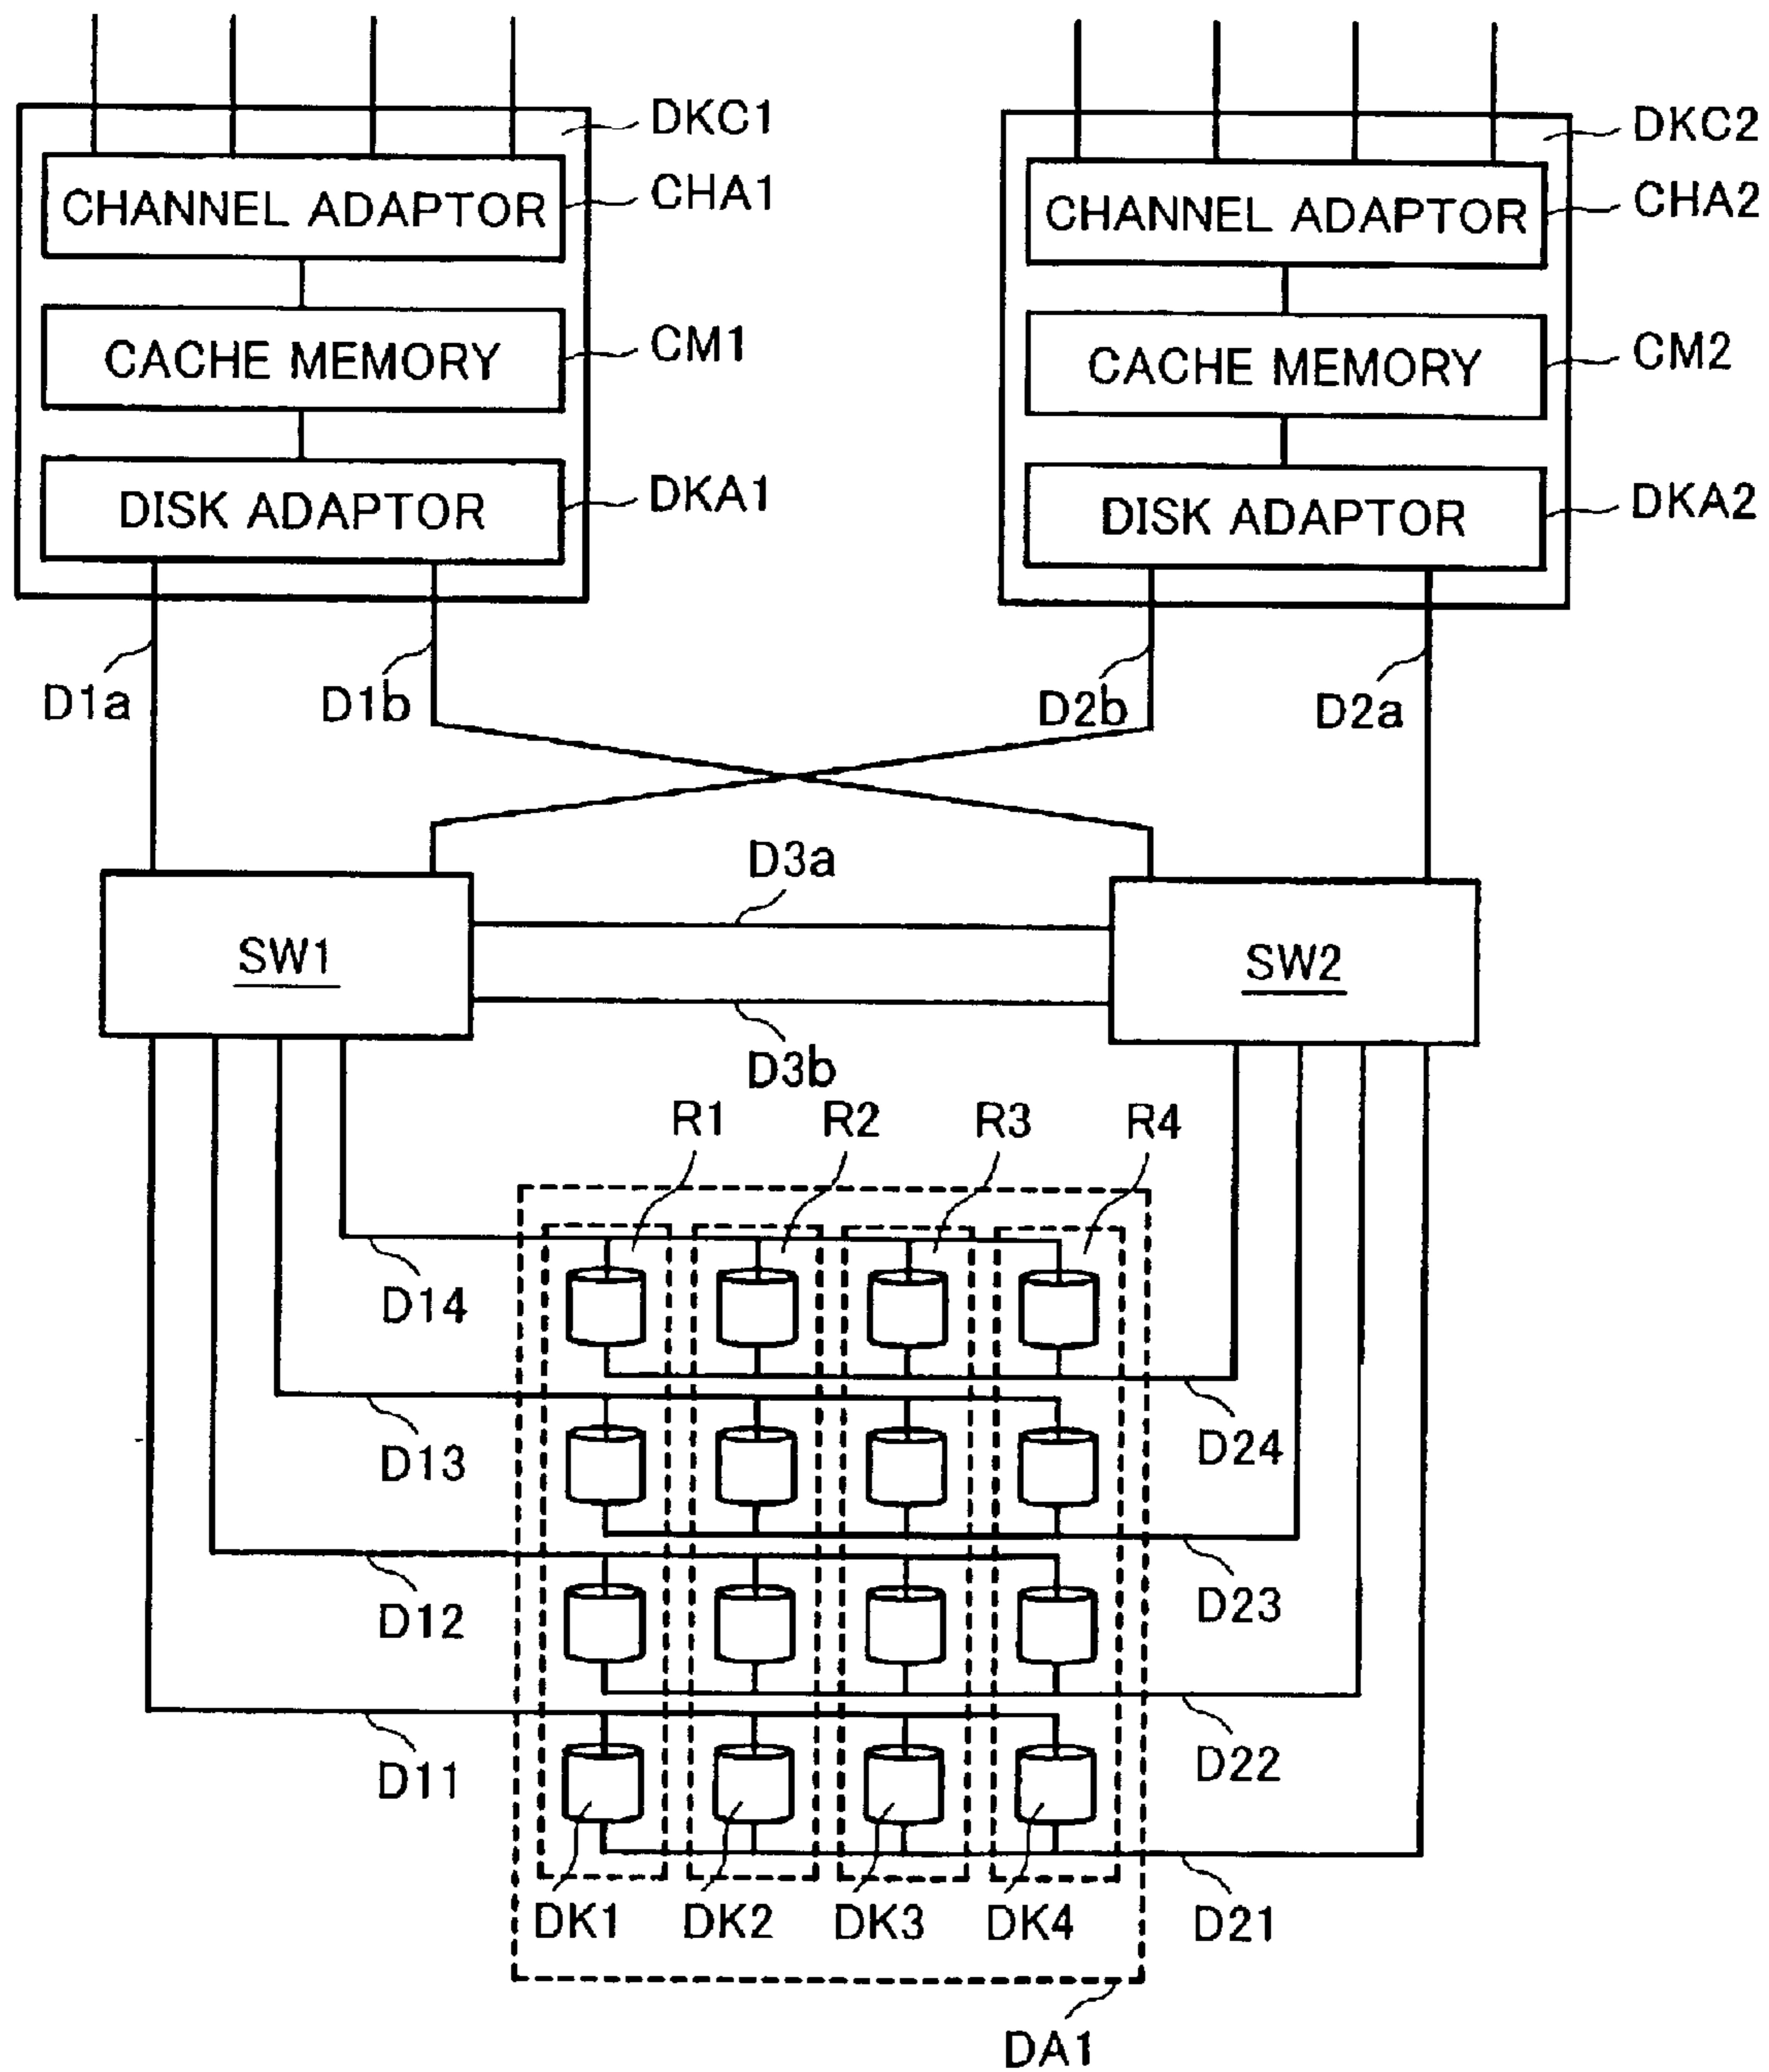 DKC1
DKC2
CHANNEL ADAPTOR
CHA1
CHANNEL ADAPTOR
CHA2
CACHE MEMORY
CM1
CACHE MEMORY
CM2
DISK ADAPTOR
DKA1
DISK ADAPTOR
DKA2
D1a
D1b
D2b
D2a
D3a
SW1
SW2
D3b
R1
R2
R3
R4
D14
D24
D13
D23
D12
D22
D11
DK1
DK2
DK3
DK4
D21
DA1